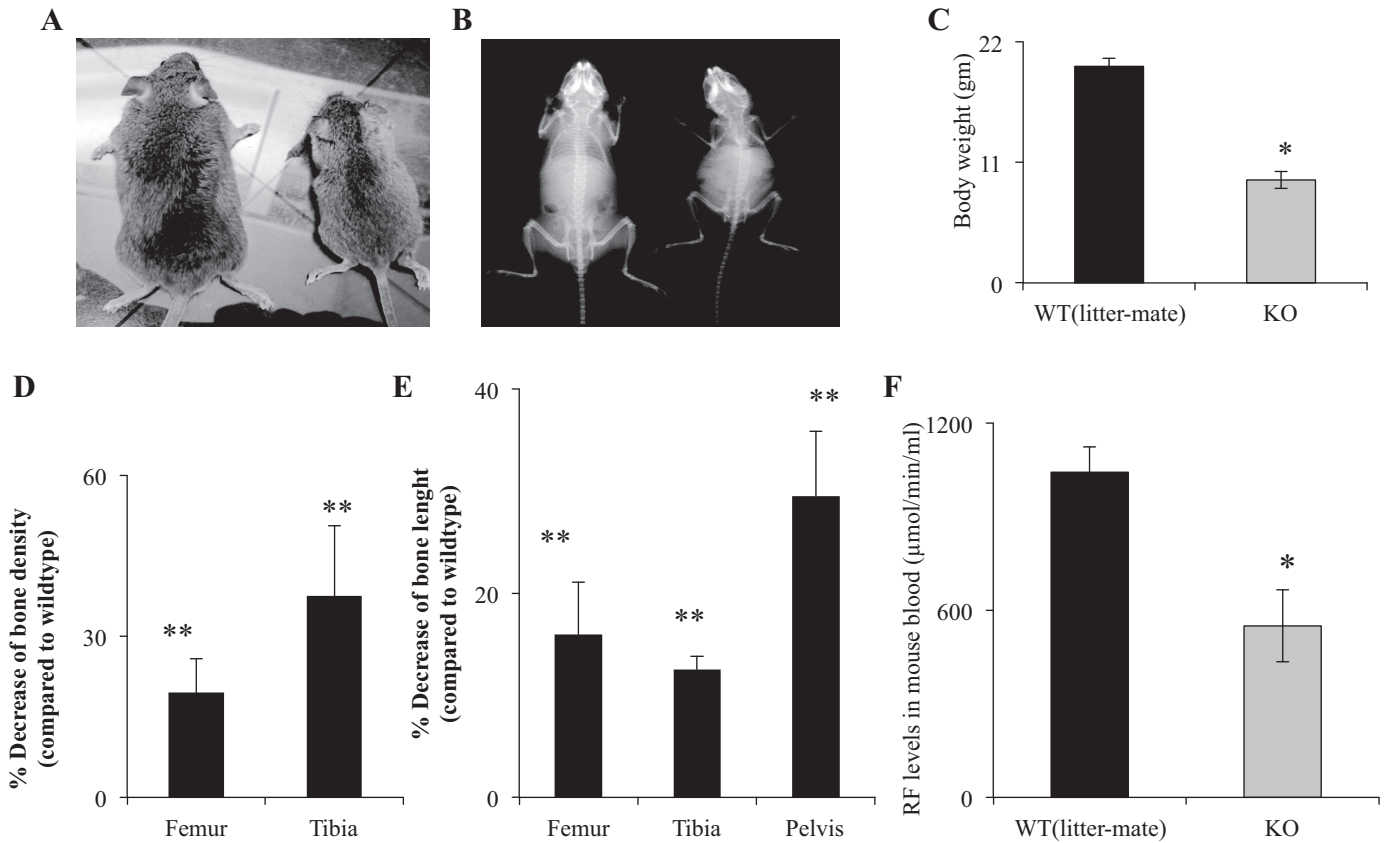 A
B
C
22
11
0
Body weight (gm)
*
WT(litter-mate)
KO
D
60
30
0
% Decrease of bone density
(compared to wildtype)
**
**
Femur
Tibia
E
40
20
0
% Decrease of bone lenght
(compared to wildtype)
**
**
**
Femur
Tibia
Pelvis
F
1200
600
0
RF levels in mouse blood (μmol/min/ml)
*
WT(litter-mate)
KO